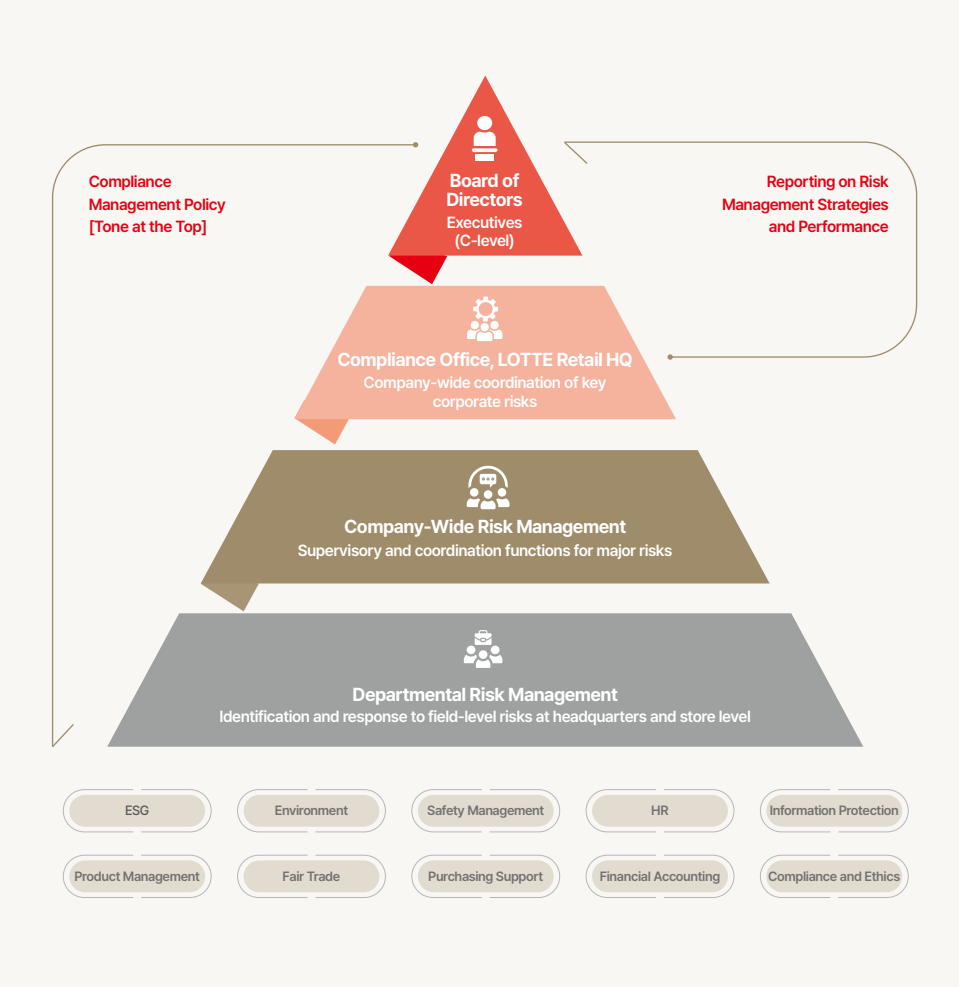 Compliance
Management Policy
[Tone at the Top]
Board of
Directors
Executives
(C-level)
Reporting on Risk
Management Strategies
and Performance
Compliance Office, LOTTE Retail HQ
Company-wide coordination of key
corporate risks
Company-Wide Risk Management
Supervisory and coordination functions for major risks
Departmental Risk Management
Identification and response to field-level risks at headquarters and store level
ESG
Environment
Safety Management
HR
Information Protection
Product Management
Fair Trade
Purchasing Support
Financial Accounting
Compliance and Ethics